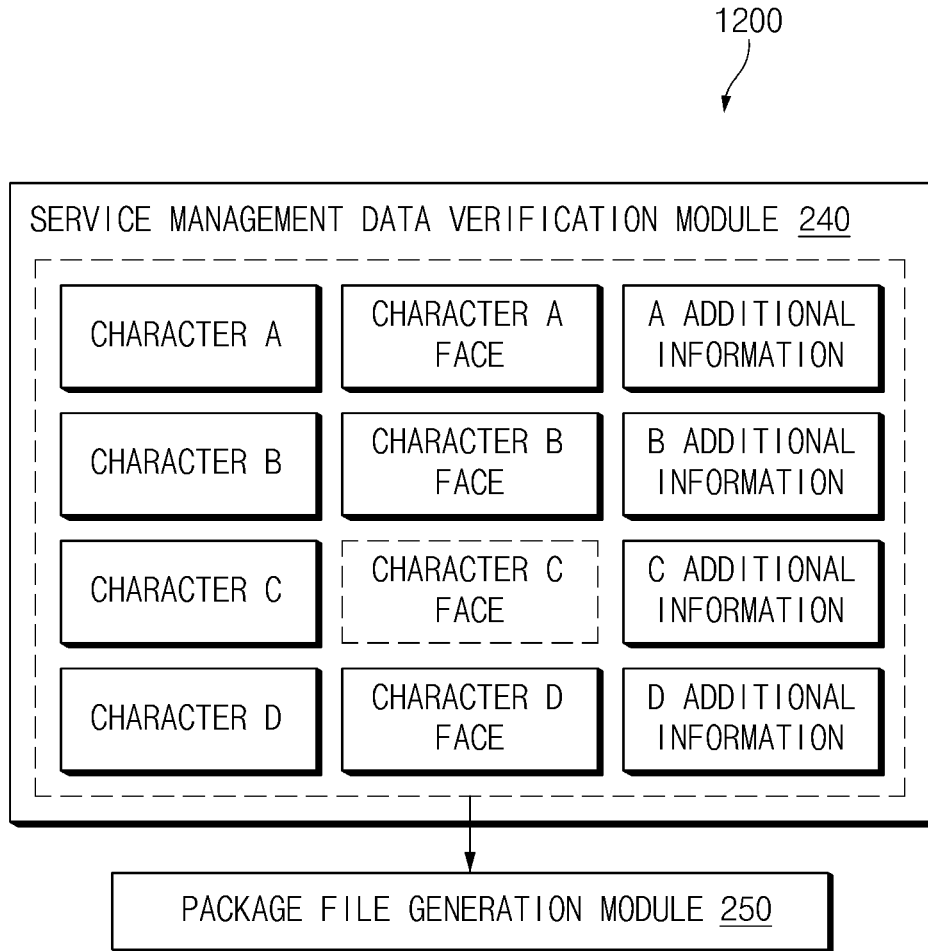 1200
SERVICE MANAGEMENT DATA VERIFICATION MODULE 240
CHARACTER A
CHARACTER A
FACE
A ADDITIONAL
INFORMATION
CHARACTER B
CHARACTER B
FACE
B ADDITIONAL
INFORMATION
CHARACTER C
CHARACTER C
FACE
C ADDITIONAL
INFORMATION
CHARACTER D
CHARACTER D
FACE
D ADDITIONAL
INFORMATION
PACKAGE FILE GENERATION MODULE 250